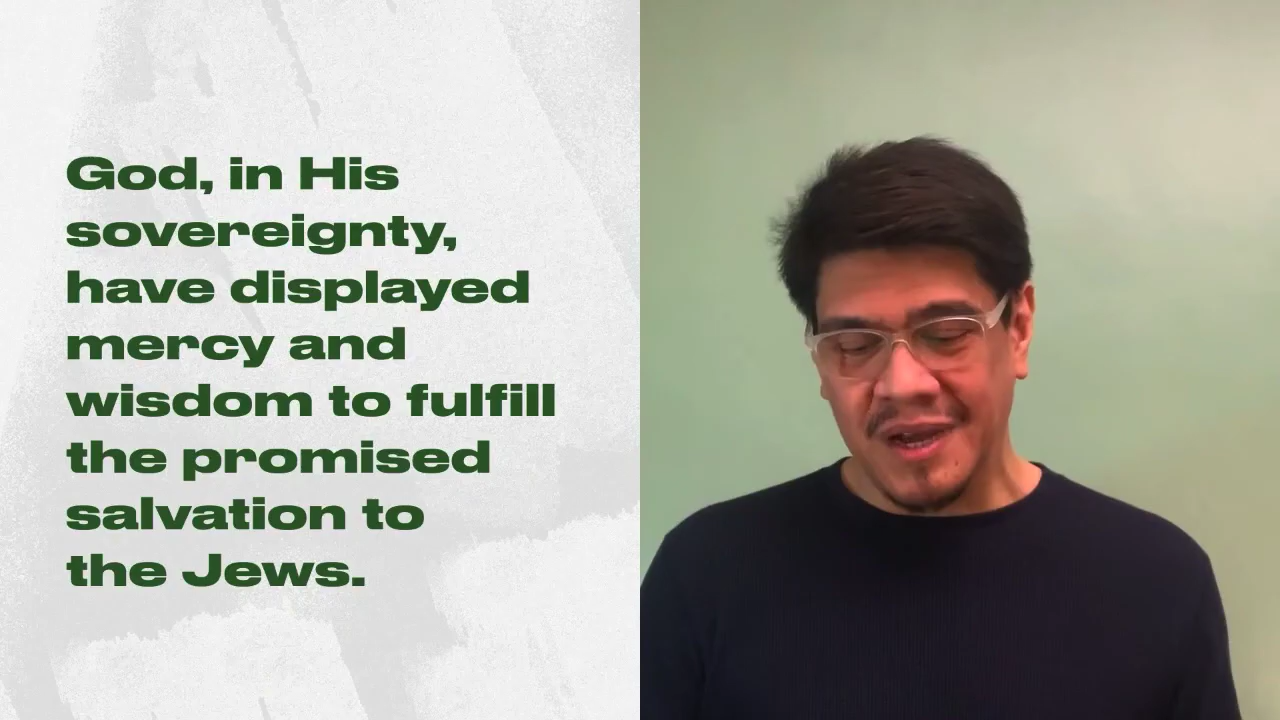 God, in His
sovereignty,
have displayed
mercy and
wisdom to fulfill
the promised
salvation to
the Jews.